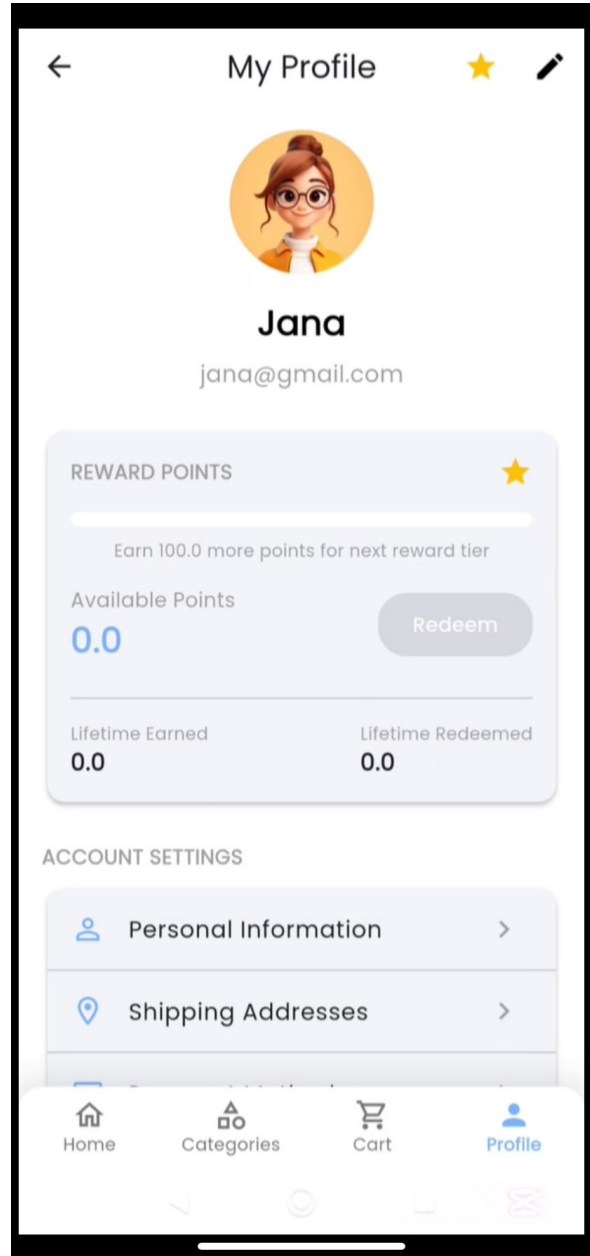 My Profile
Jana
jana@gmail.com
REWARD POINTS
Earn 100.0 more points for next reward tier
Available Points
0.0
Redeem
Lifetime Earned
Lifetime Redeemed
0.0
0.0
ACCOUNT SETTINGS
Personal Information
Shipping Addresses
Home
Categories
Cart
Profile